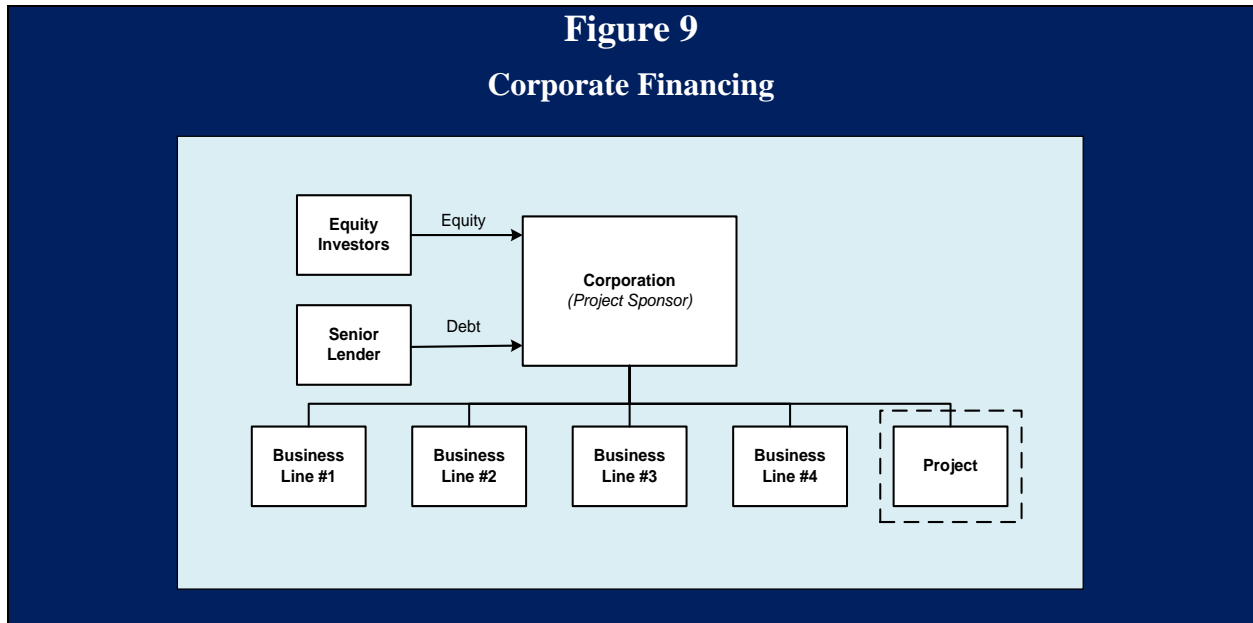 Figure 9
Corporate Financing
Equity
Investors
Equity
Corporation
(Project Sponsor)
Senior
Lender
Debt
Business
Line #1
Business
Line #2
Business
Line #3
Business
Line #4
Project